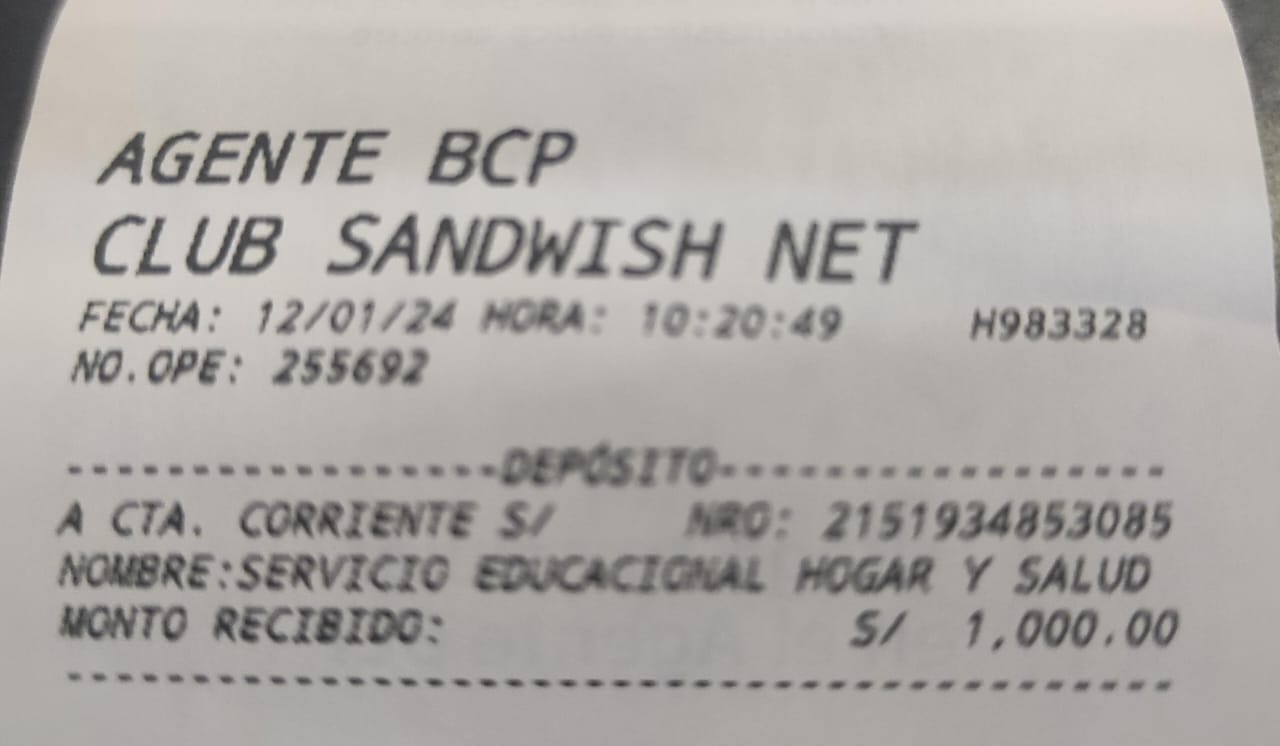 AGENTE BCP
CLUB SANDWISH NET
FECHA: 12/01/24 HORA: 10:20:49 H983328
NO.OPE: 255692
------------------DEPÓSITO------------------
A CTA. CORRIENTE S/ NRO: 2151934853085
NOMBRE:SERVICIO EDUCACIONAL HOGAR Y SALUD
MONTO RECIBIDO: S/ 1,000.00
--------------------------------------------